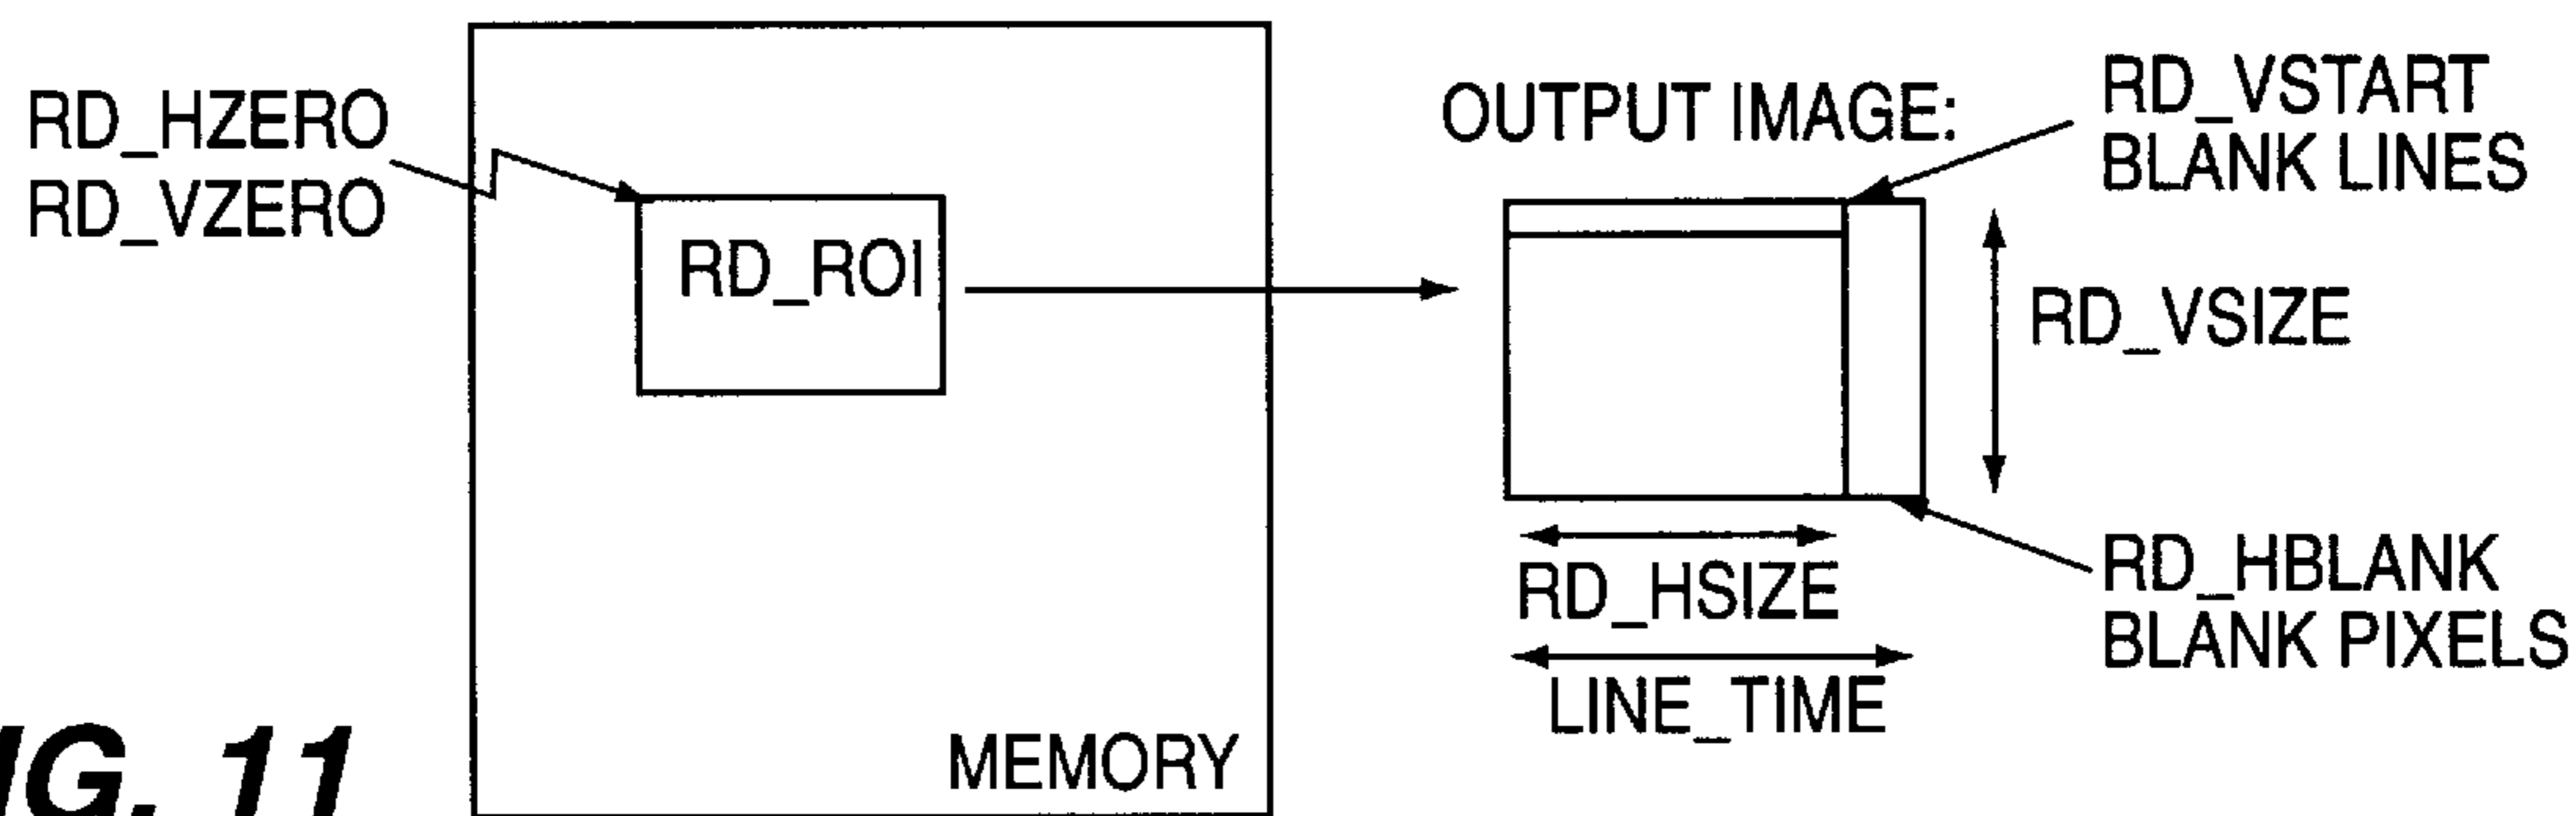 RD_HZERO
RD_VZERO
RD_ROI
MEMORY
OUTPUT IMAGE:
RD_VSTART
BLANK LINES
RD_VSIZE
RD_HSIZE
LINE_TIME
RD_HBLANK
BLANK PIXELS
IG. 11